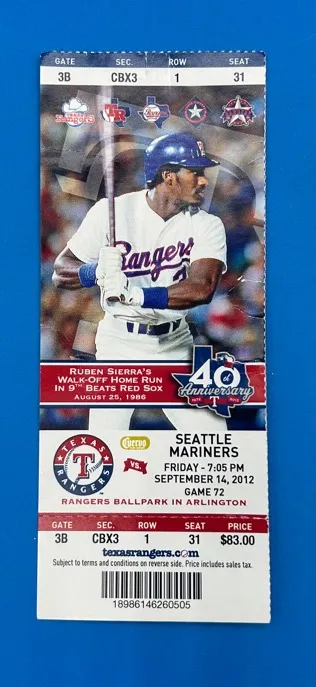 GATE SEC. ROW SEAT
3B CBX3 1 31
Rangers
RUBEN SIERRA'S
WALK-OFF HOME RUN
IN 9TH BEATS RED SOX
AUGUST 25, 1986
40th
Anniversary
Cuervo
VS.
SEATTLE
MARINERS
FRIDAY - 7:05 PM
SEPTEMBER 14, 2012
GAME 72
TEXAS
T
RANGERS
RANGERS BALLPARK IN ARLINGTON
GATE SEC. ROW SEAT PRICE
3B CBX3 1 31 $83.00
texasrangers.com
Subject to terms and conditions on reverse side. Price includes sales tax.
18986146260505